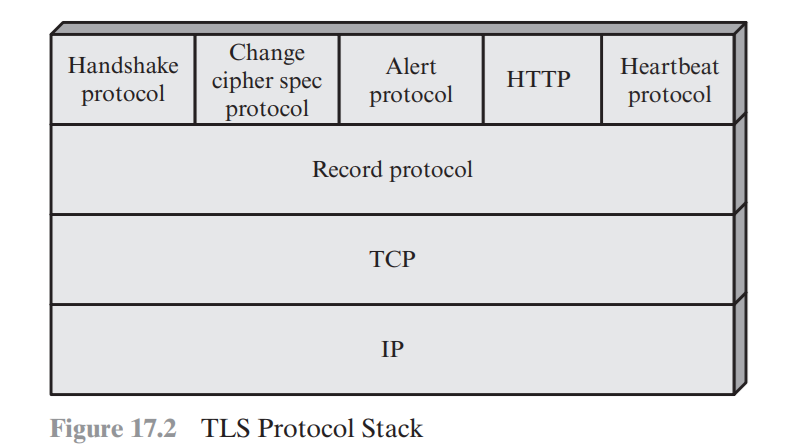 Handshake
protocol
Change
cipher spec
protocol
Alert
protocol
HTTP
Heartbeat
protocol
Record protocol
TCP
IP
Figure 17.2 TLS Protocol Stack